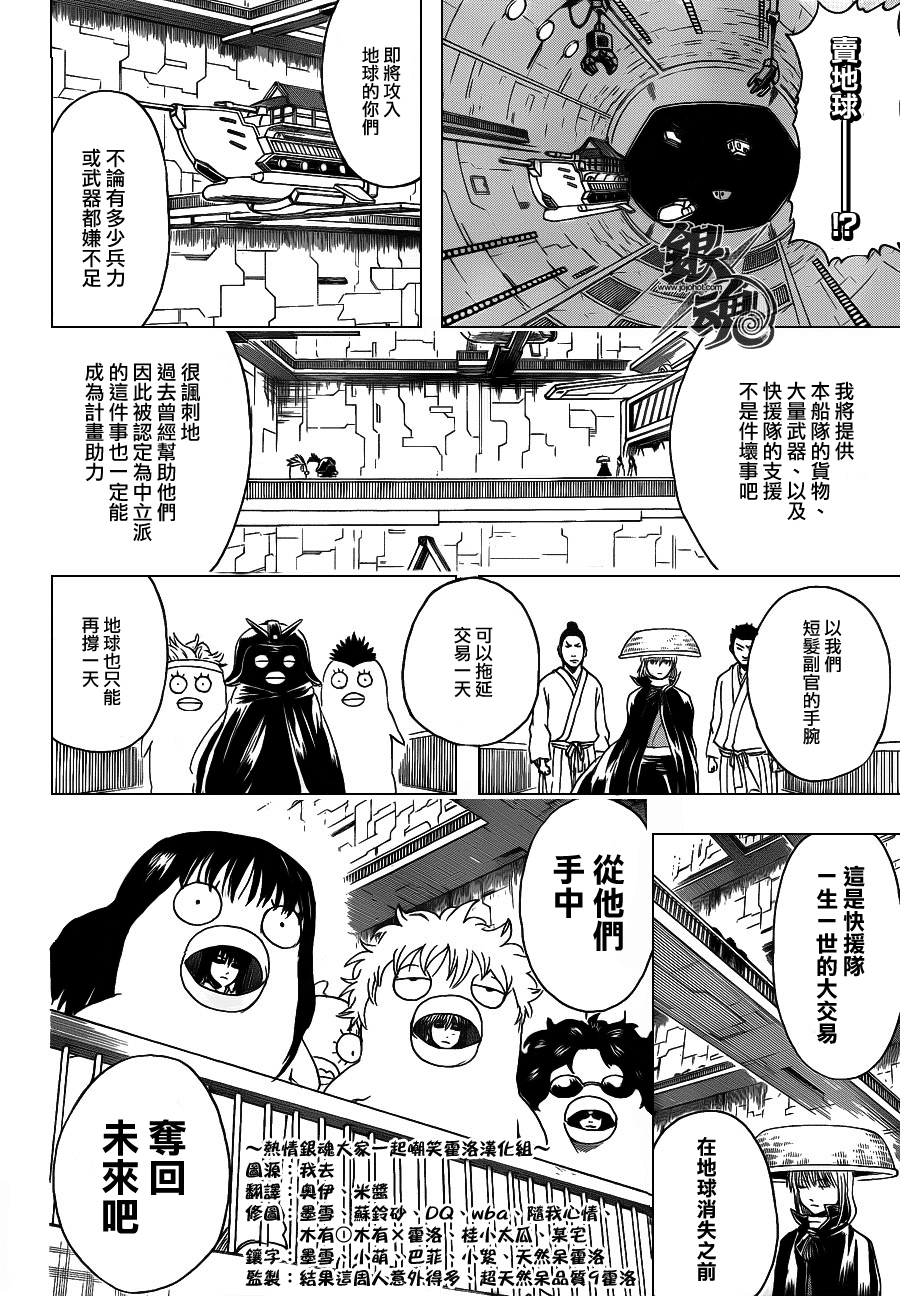 賣地球——!?
銀魂
www.jojohot.com
即將攻入
地球的你們
不論有多少兵力
或武器都嫌不足
我將提供
本船隊的貨物、
大量武器、以及
快援隊的支援
不是件壞事吧
很諷刺地
過去曾經幫助他們
因此被認定為中立派
的這件事也一定能
成為計畫助力
以我們
短髮副官的手腕
可以拖延
交易一天
地球也只能
再撐一天
這是快援隊
一生一世的大交易
在地球消失之前
從他們
手中
奪回
未來吧
～熱情銀魂大家一起嘲笑霍洛漢化組～
圖源：我去
翻譯：奧伊、米醬
修圖：墨雪、蘇鈴砂、DQ、wba、隨我心情、
木有①木有×霍洛、桂小太瓜、某宅
鑲字：墨雪、小萌、巴菲、小紫、天然呆霍洛
監製：結果這周人意外得多、超天然呆品質9霍洛